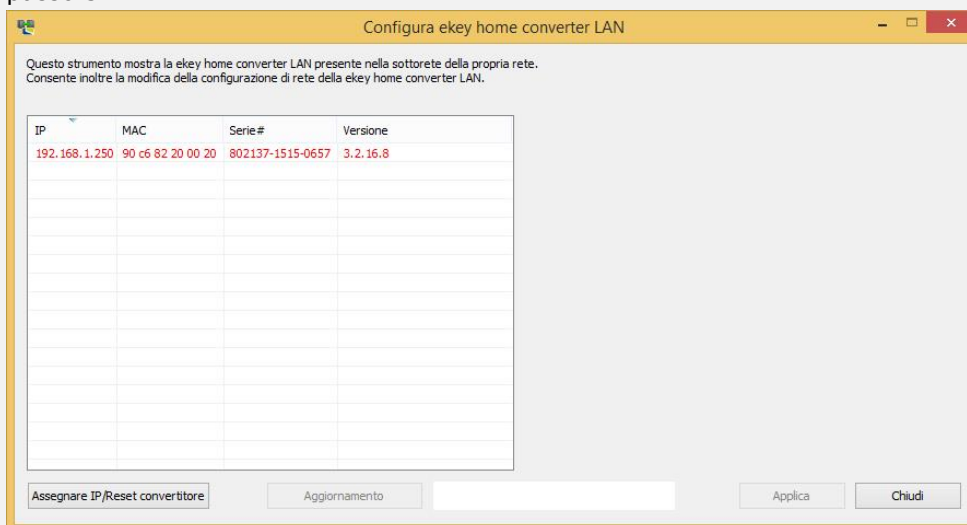 Configura ekey home converter LAN
Questo strumento mostra la ekey home converter LAN presente nella sottorete della propria rete.
Consente inoltre la modifica della configurazione di rete della ekey home converter LAN.
IP MAC Serie# Versione
192.168.1.250 90 c6 82 20 00 20 802137-1515-0657 3.2.16.8
Assegnare IP/Reset convertitore Aggiornamento Applica Chiudi